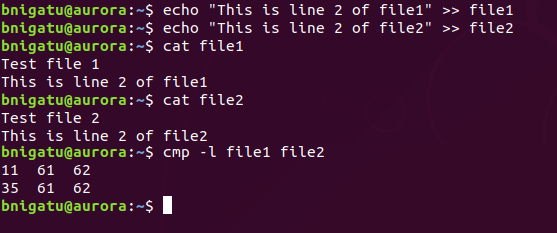 bnigatu@aurora:~$ echo "This is line 2 of file1" >> file1
bnigatu@aurora:~$ echo "This is line 2 of file2" >> file2
bnigatu@aurora:~$ cat file1
Test file 1
This is line 2 of file1
bnigatu@aurora:~$ cat file2
Test file 2
This is line 2 of file2
bnigatu@aurora:~$ cmp -l file1 file2
11  61  62
35  61  62
bnigatu@aurora:~$